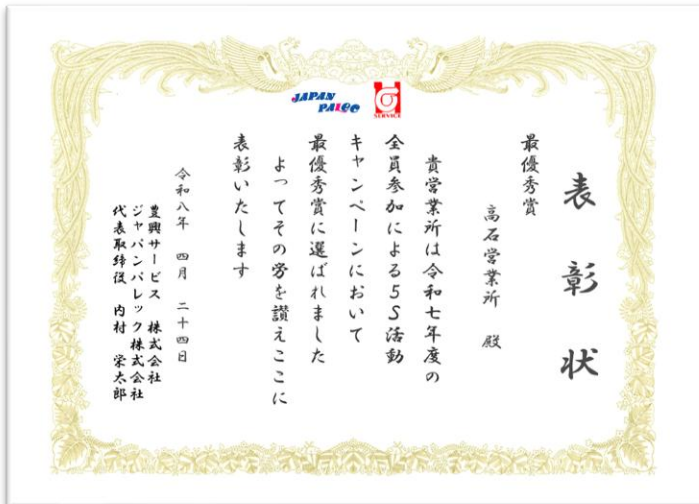 JAPAN
PALCO
SERVICE
表彰状
最優秀賞
高石営業所 殿
貴営業所は令和七年度の
全員参加による5S活動
キャンペーンにおいて
最優秀賞に選ばれました
よってその労を讃えここに
表彰いたします
令和八年 四月 二十四日
豊興サービス 株式会社
ジャパンパレック株式会社
代表取締役 内村 栄太郎